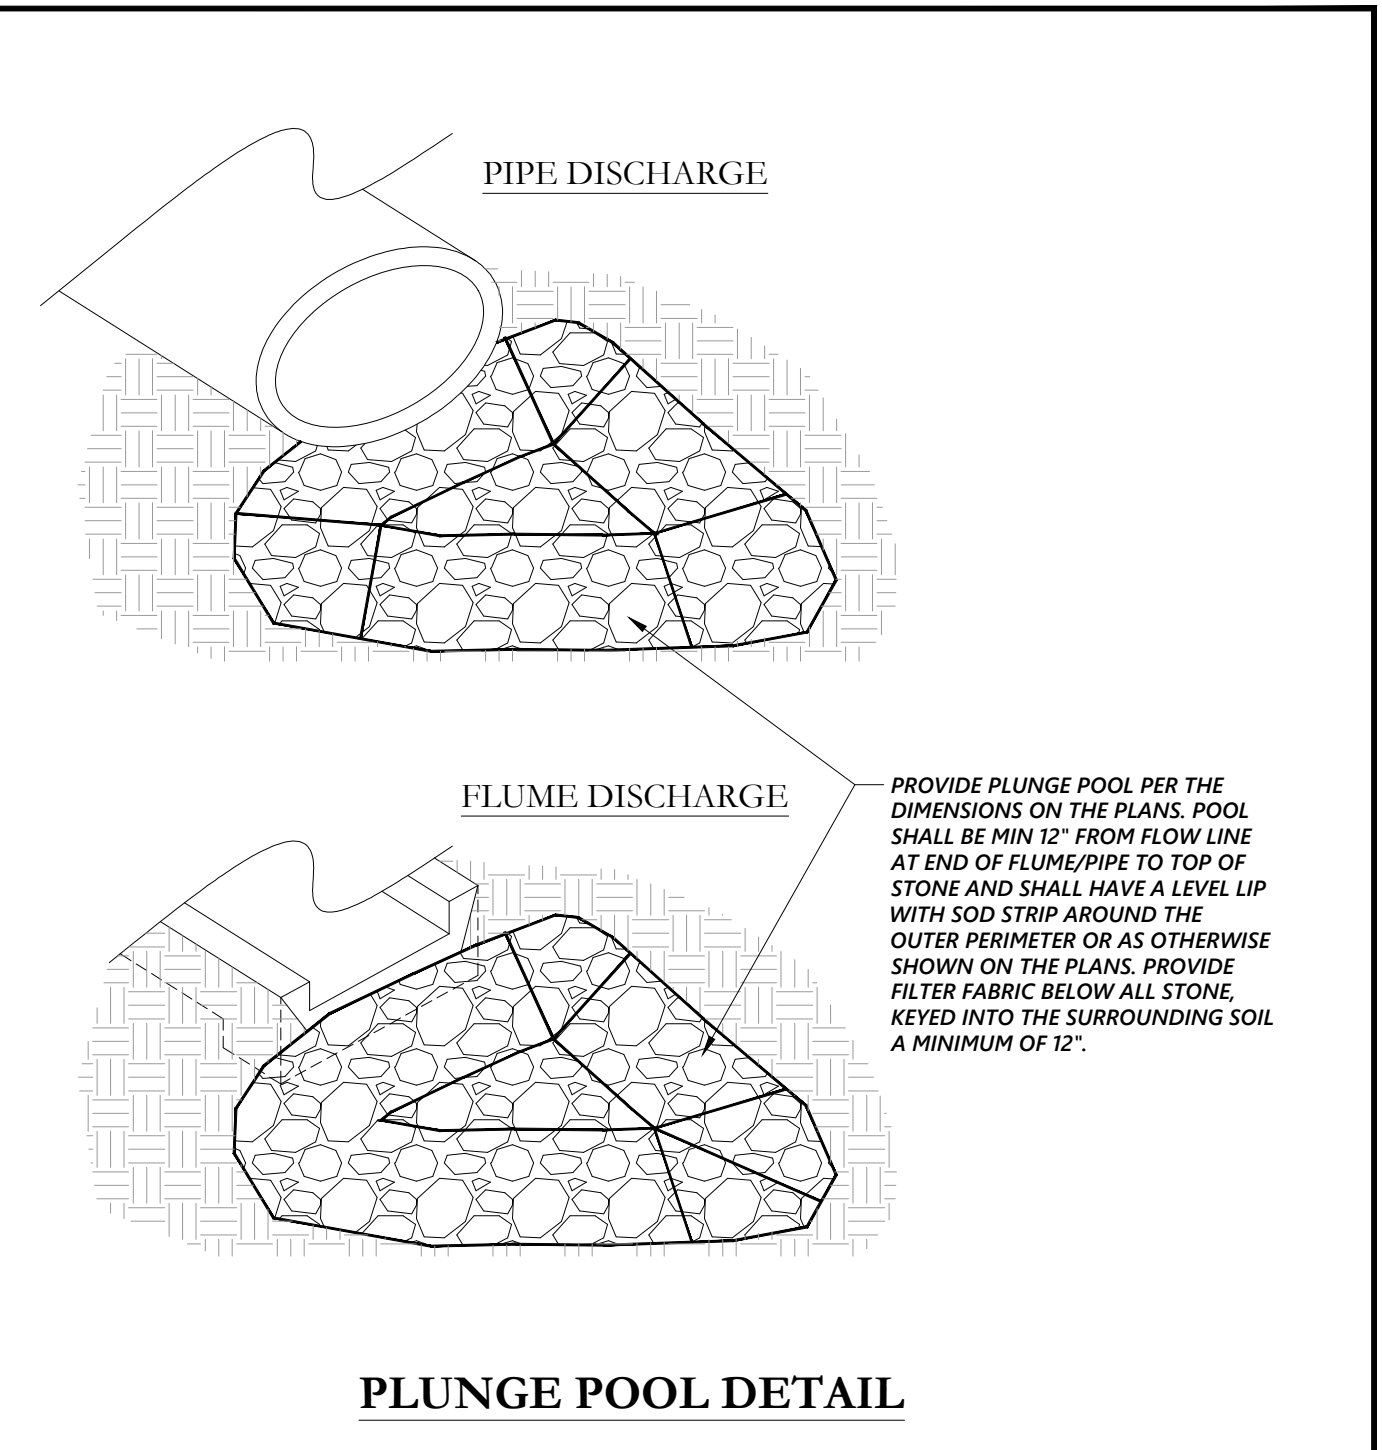 PIPE DISCHARGE
FLUME DISCHARGE
PROVIDE PLUNGE POOL PER THE
DIMENSIONS ON THE PLANS. POOL
SHALL BE MIN 12" FROM FLOW LINE
AT END OF FLUME/PIPE TO TOP OF
STONE AND SHALL HAVE A LEVEL LIP
WITH SOD STRIP AROUND THE
OUTER PERIMETER OR AS OTHERWISE
SHOWN ON THE PLANS. PROVIDE
FILTER FABRIC BELOW ALL STONE,
KEYED INTO THE SURROUNDING SOIL
A MINIMUM OF 12".
PLUNGE POOL DETAIL